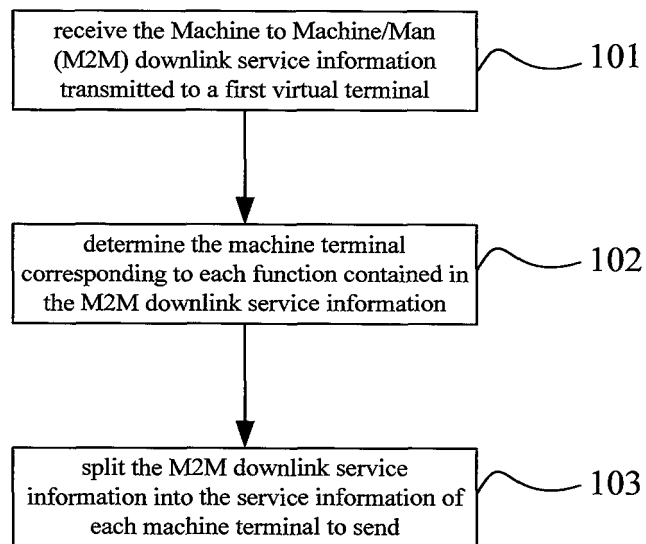 receive the Machine to Machine/Man
(M2M) downlink service information
transmitted to a first virtual terminal
101
determine the machine terminal
corresponding to each function contained in
the M2M downlink service information
102
split the M2M downlink service
information into the service information of
each machine terminal to send
103